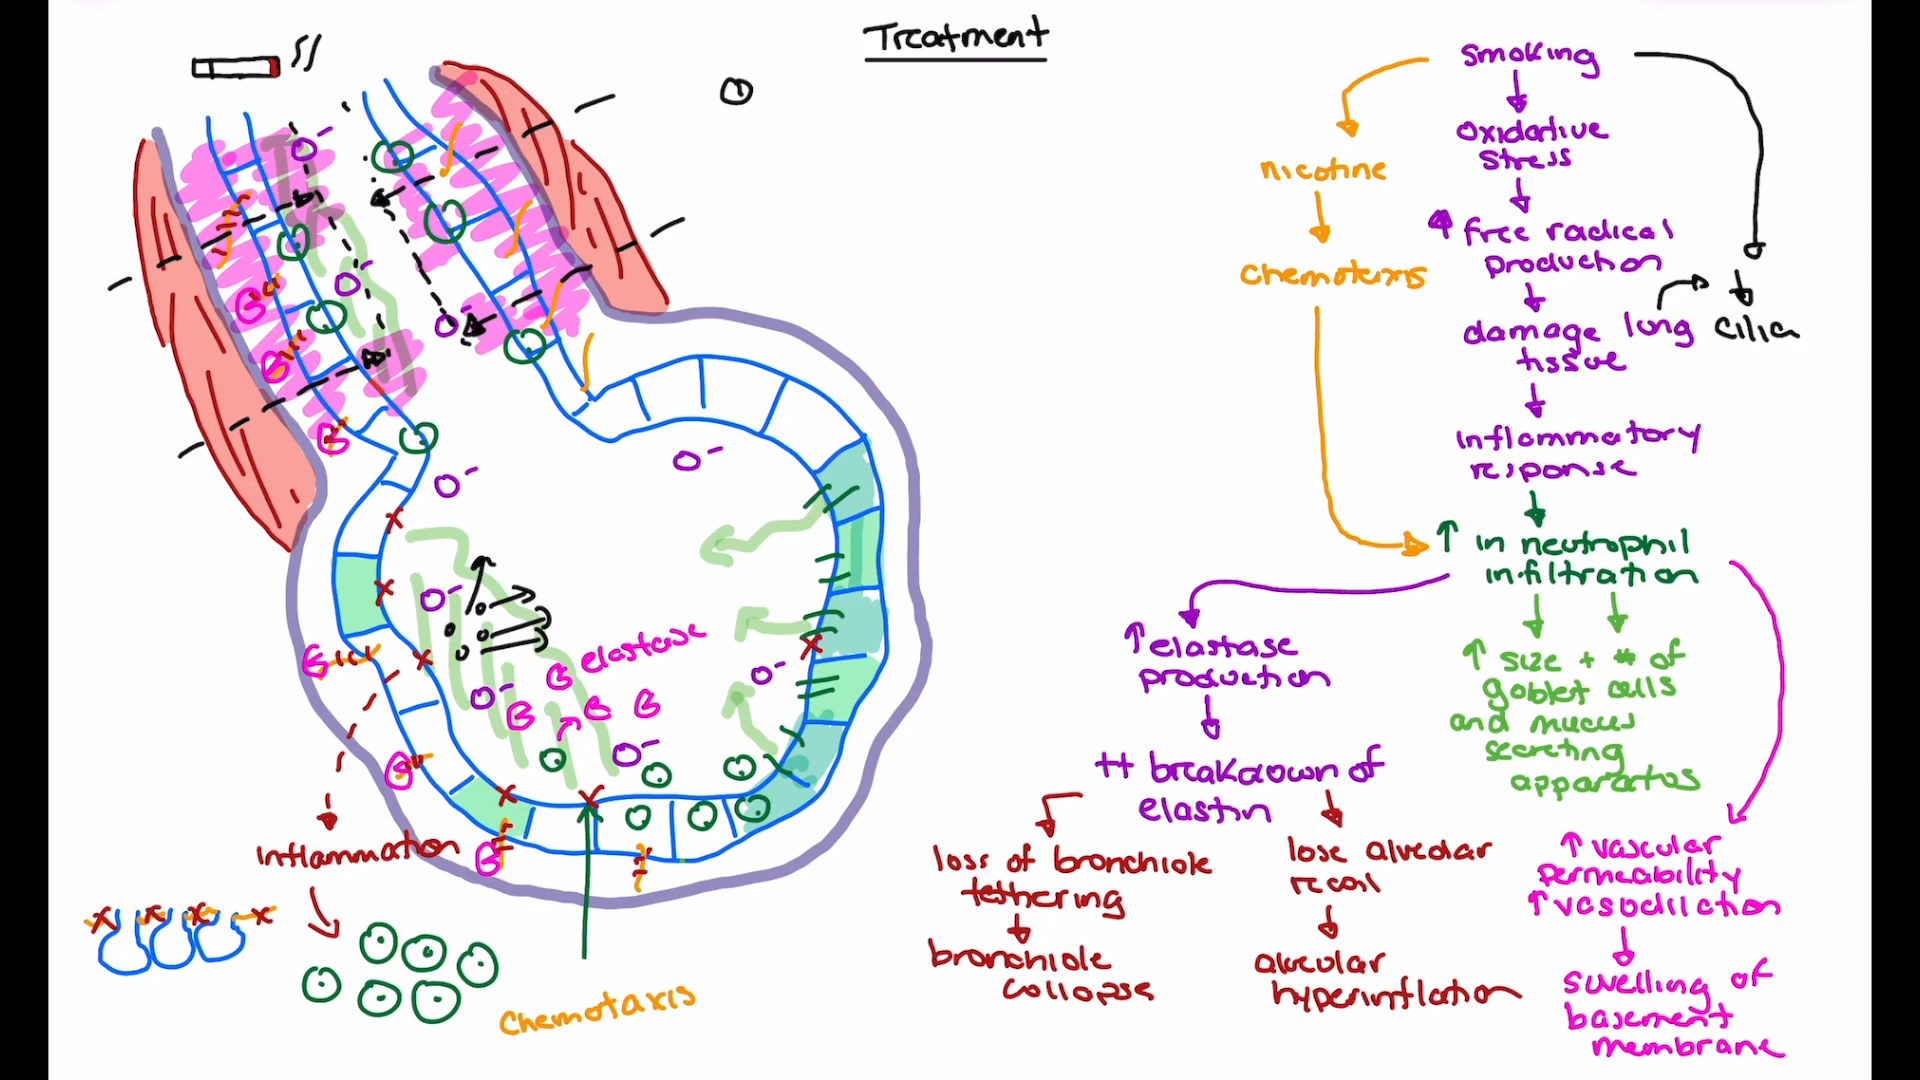 Treatment
smoking
oxidative
stress
↑ free radical
production
damage lung
tissue
cilia
inflammatory
response
nicotine
chemotaxis
↑ in neutrophil
infiltration
↑ elastase
production
++ breakdown of
elastin
loss of bronchiole
tethering
bronchiole
collapse
lose alveolar
recoil
alveolar
hyperinflation
↑ size + # of
goblet cells
and mucus
secreting
apparatus
↑ vascular
permeability
↑ vasodilation
swelling of
basement
membrane
elastase
inflammation
chemotaxis